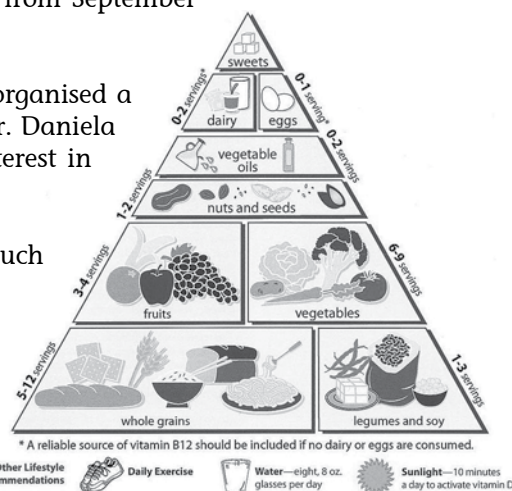 from September
organised a
r. Daniela
terest in
uch
sweets
0-2 servings*
dairy
eggs
0-1 serving*
vegetable
oils
0-2 servings
nuts and seeds
1-2 servings
3-4 servings
fruits
vegetables
6-9 servings
5-12 servings
whole grains
legumes and soy
1-3 servings
* A reliable source of vitamin B12 should be included if no dairy or eggs are consumed.
Other Lifestyle
mmendations
Daily Exercise
Water—eight, 8 oz.
glasses per day
Sunlight—10 minutes
a day to activate vitamin D